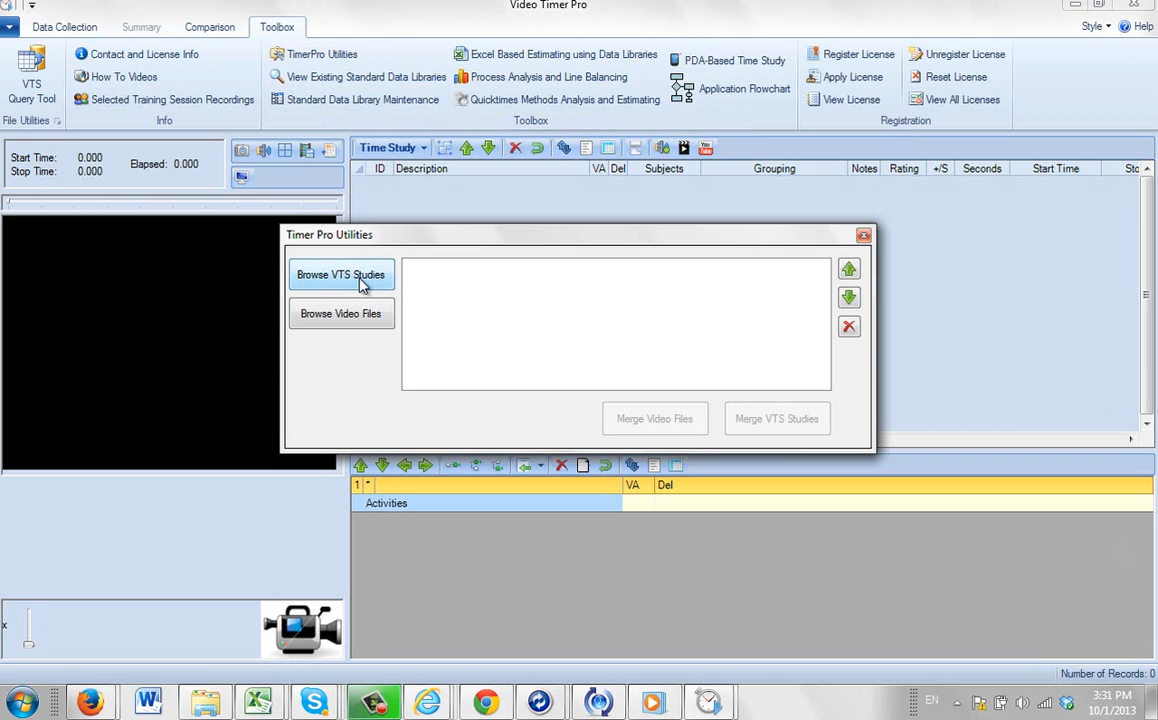 Video Timer Pro
Data Collection Summary Comparison Toolbox Style Help
VTS Query Tool
File Utilities
Contact and License Info
How To Videos
Selected Training Session Recordings
Info
TimerPro Utilities
View Existing Standard Data Libraries
Standard Data Library Maintenance
Excel Based Estimating using Data Libraries
Process Analysis and Line Balancing
Quicktimes Methods Analysis and Estimating
PDA-Based Time Study
Application Flowchart
Toolbox
Register License
Apply License
View License
Unregister License
Reset License
View All Licenses
Registration
Start Time: 0.000
Stop Time: 0.000
Elapsed: 0.000
Time Study
You Tube
ID Description VA Del Subjects Grouping Notes Rating +/S Seconds Start Time Stc
Timer Pro Utilities
Browse VTS Studies
Browse Video Files
Merge Video Files
Merge VTS Studies
1 * VA Del
Activities
x
Number of Records: 0
EN
3:31 PM
10/1/2013